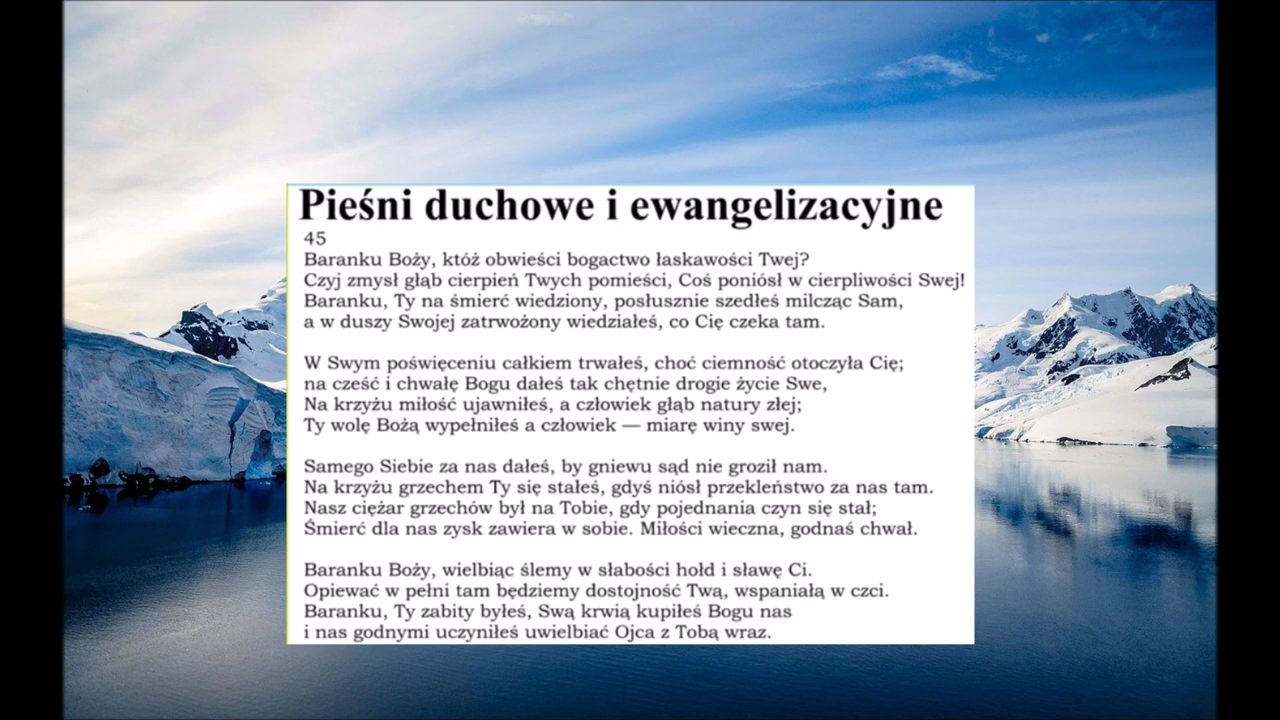 Pieśni duchowe i ewangelizacyjne
45
Baranku Boży, któż obwieści bogactwo łaskawości Twej?
Czyj zmysł głąb cierpień Twych pomieści, Coś poniósł w cierpliwości Swej!
Baranku, Ty na śmierć wiedziony, posłusznie szedłeś milcząc Sam,
a w duszy Swojej zatrwożony wiedziałeś, co Cię czeka tam.
W Swym poświęceniu całkiem trwałeś, choć ciemność otoczyła Cię;
na cześć i chwałę Bogu dałeś tak chętnie drogie życie Swe,
Na krzyżu miłość ujawniłeś, a człowiek głąb natury złej;
Ty wolę Bożą wypełniłeś a człowiek — miarę winy swej.
Samego Siebie za nas dałeś, by gniewu sąd nie groził nam.
Na krzyżu grzechem Ty się stałeś, gdyś niósł przekleństwo za nas tam.
Nasz ciężar grzechów był na Tobie, gdy pojednania czyn się stał;
Śmierć dla nas zysk zawiera w sobie. Miłości wieczna, godnaś chwał.
Baranku Boży, wielbiąc ślemy w słabości hołd i sławę Ci.
Opiewać w pełni tam będziemy dostojność Twą, wspaniałą w czci.
Baranku, Ty zabity byłeś, Swą krwią kupiłeś Bogu nas
i nas godnymi uczyniłeś uwielbiać Ojca z Tobą wraz.